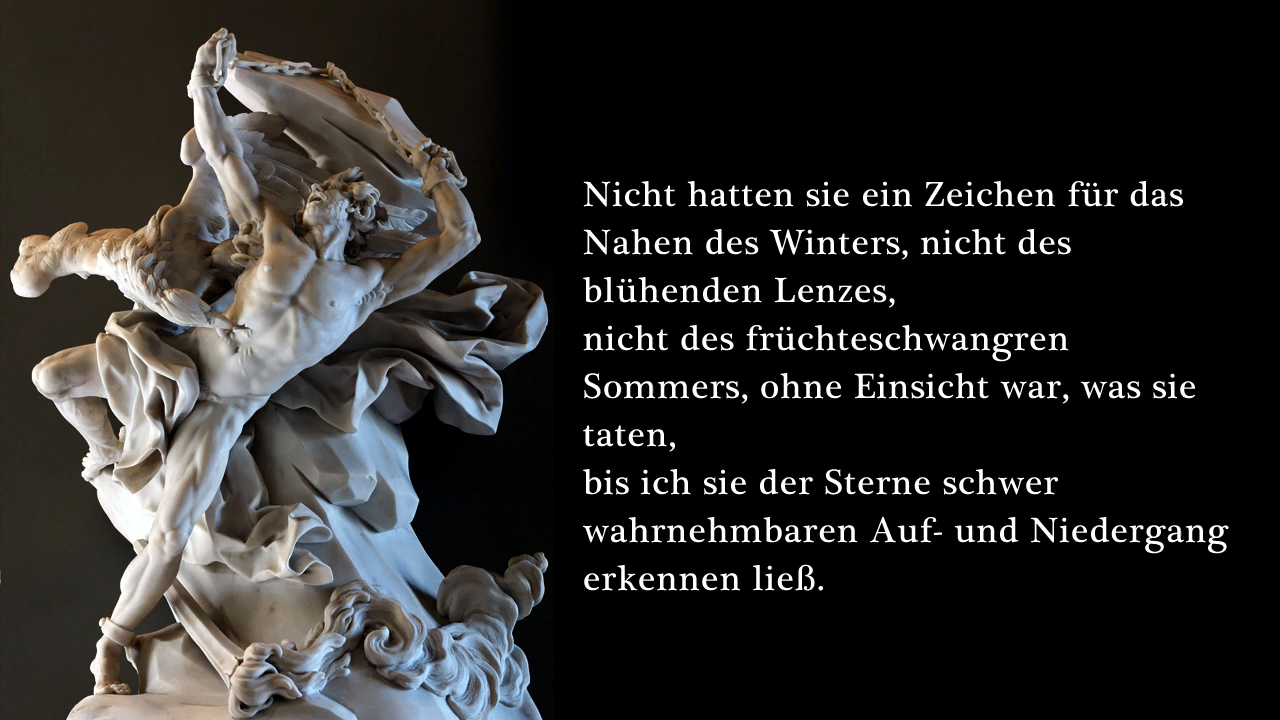 Nicht hatten sie ein Zeichen für das
Nahen des Winters, nicht des
blühenden Lenzes,
nicht des früchteschwangren
Sommers, ohne Einsicht war, was sie
taten,
bis ich sie der Sterne schwer
wahrnehmbaren Auf- und Niedergang
erkennen ließ.